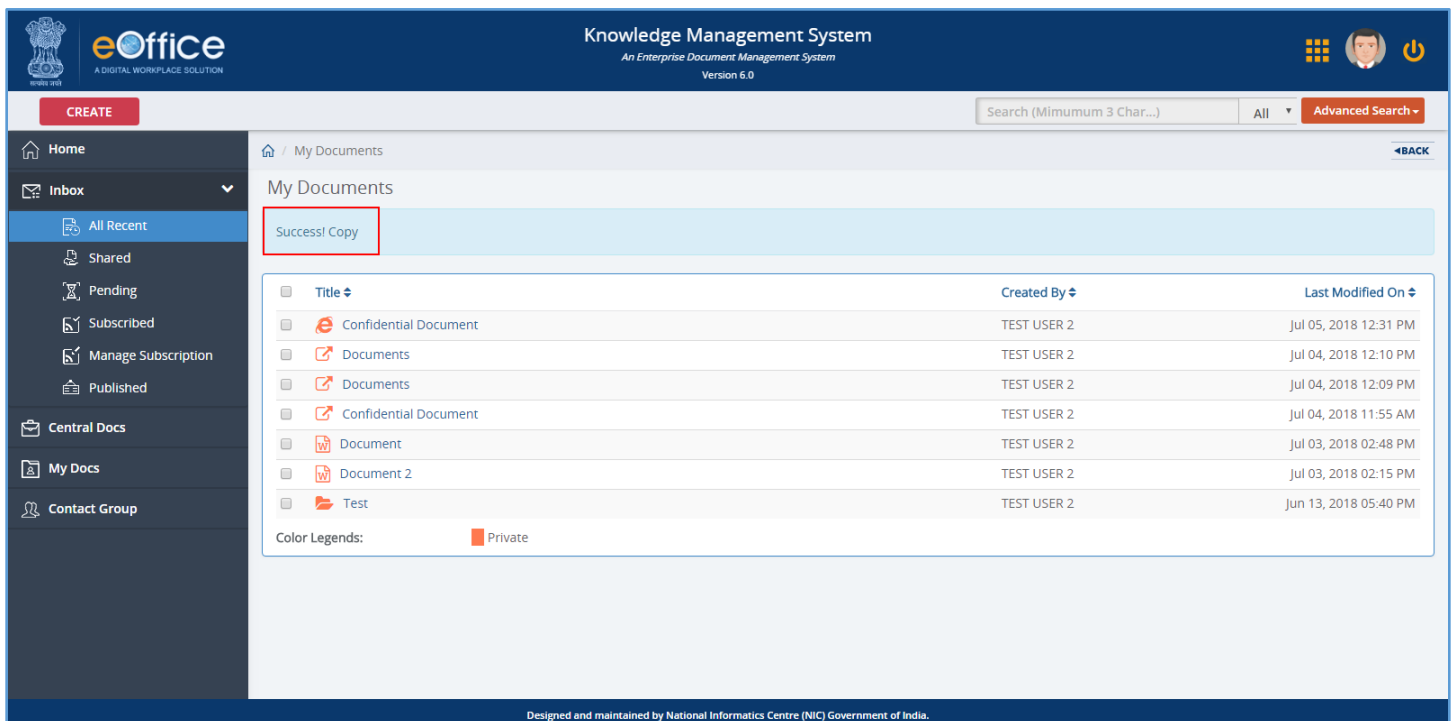 सत्यमेव जयते
eOffice
A DIGITAL WORKPLACE SOLUTION
Knowledge Management System
An Enterprise Document Management System
Version 6.0
CREATE
Search (Mimumum 3 Char...)
All
Advanced Search
Home
/ My Documents
BACK
Inbox
My Documents
All Recent
Success! Copy
Shared
Pending
Subscribed
Manage Subscription
Published
Central Docs
My Docs
Contact Group
Title Created By Last Modified On
Confidential Document TEST USER 2 Jul 05, 2018 12:31 PM
Documents TEST USER 2 Jul 04, 2018 12:10 PM
Documents TEST USER 2 Jul 04, 2018 12:09 PM
Confidential Document TEST USER 2 Jul 04, 2018 11:55 AM
Document TEST USER 2 Jul 03, 2018 02:48 PM
Document 2 TEST USER 2 Jul 03, 2018 02:15 PM
Test TEST USER 2 Jun 13, 2018 05:40 PM
Color Legends: Private
Designed and maintained by National Informatics Centre (NIC) Government of India.